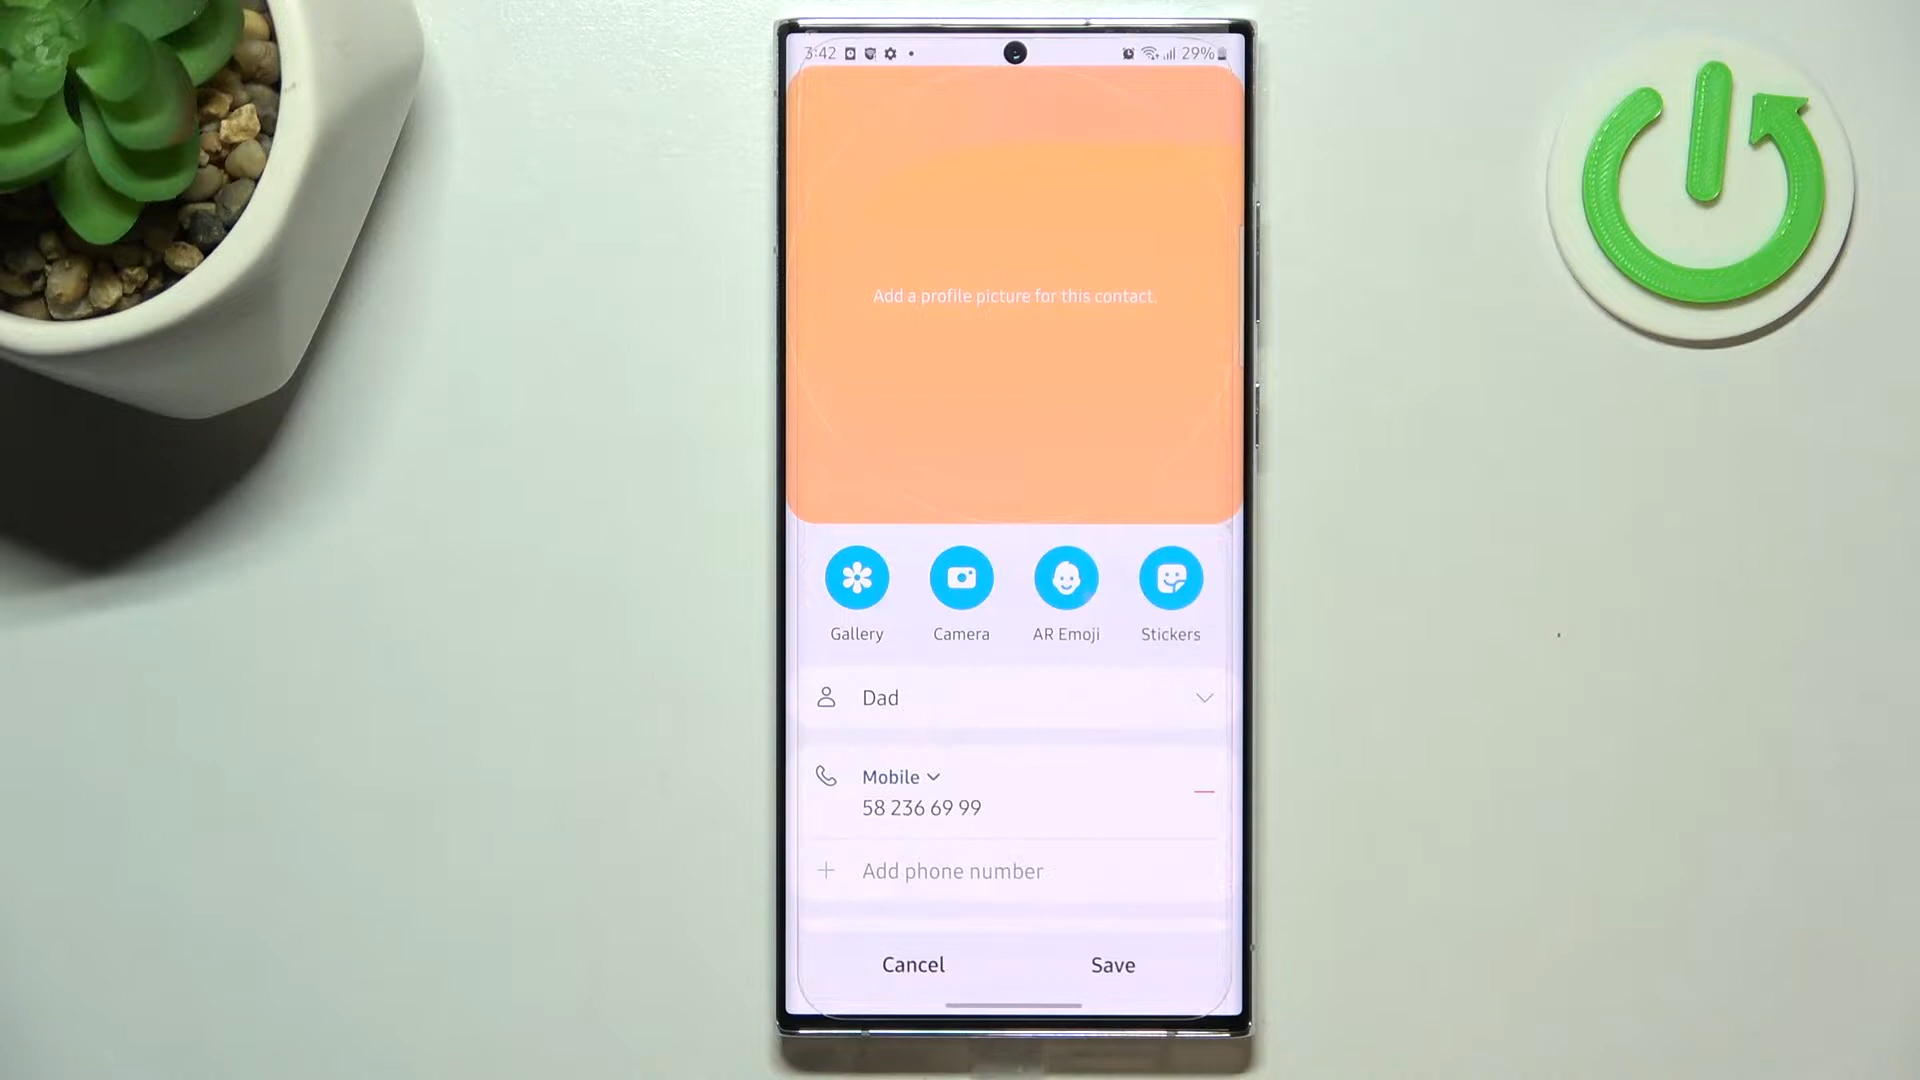 3:42
29%
Add a profile picture for this contact.
Gallery
Camera
AR Emoji
Stickers
Dad
Mobile
58 236 69 99
Add phone number
Cancel
Save